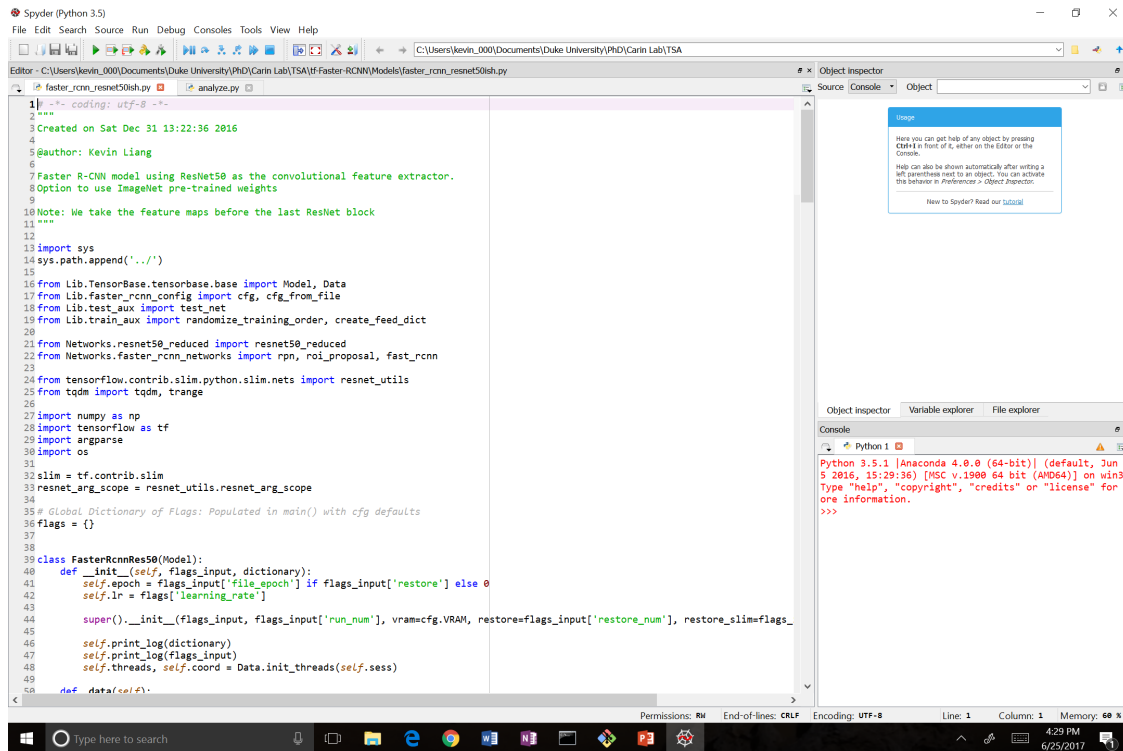 Spyder (Python 3.5)
File Edit Search Source Run Debug Consoles Tools View Help
C:\Users\kevin_000\Documents\Duke University\PhD\Carin Lab\TSA
Editor - C:\Users\kevin_000\Documents\Duke University\PhD\Carin Lab\TSA\tf-Faster-RCNN\Models\faster_rcnn_resnet50ish.py
faster_rcnn_resnet50ish.py analyze.py
1 # -*- coding: utf-8 -*-
2 """
3 Created on Sat Dec 31 13:22:36 2016
4
5 @author: Kevin Liang
6
7 Faster R-CNN model using ResNet50 as the convolutional feature extractor.
8 Option to use ImageNet pre-trained weights
9
10 Note: We take the feature maps before the last ResNet block
11 """
12
13 import sys
14 sys.path.append('../')
15
16 from Lib.TensorBase.tensorbase.base import Model, Data
17 from Lib.faster_rcnn_config import cfg, cfg_from_file
18 from Lib.test_aux import test_net
19 from Lib.train_aux import randomize_training_order, create_feed_dict
20
21 from Networks.resnet50_reduced import resnet50_reduced
22 from Networks.faster_rcnn_networks import rpn, roi_proposal, fast_rcnn
23
24 from tensorflow.contrib.slim.python.slim.nets import resnet_utils
25 from tqdm import tqdm, trange
26
27 import numpy as np
28 import tensorflow as tf
29 import argparse
30 import os
31
32 slim = tf.contrib.slim
33 resnet_arg_scope = resnet_utils.resnet_arg_scope
34
35 # Global Dictionary of Flags: Populated in main() with cfg defaults
36 flags = {}
37
38
39 class FasterRcnnRes50(Model):
40     def __init__(self, flags_input, dictionary):
41         self.epoch = flags_input['file_epoch'] if flags_input['restore'] else 0
42         self.lr = flags['learning_rate']
43
44         super().__init__(flags_input, flags_input['run_num'], vram=cfg.VRAM, restore=flags_input['restore_num'], restore_slim=flags_
45
46         self.print_log(dictionary)
47         self.print_log(flags_input)
48         self.threads, self.coord = Data.init_threads(self.sess)
49
50     def _data(self):
Object inspector
Source Console Object
Usage
Here you can get help of any object by pressing
Ctrl+I in front of it, either on the Editor or the
Console.
Help can also be shown automatically after writing a
left parenthesis next to an object. You can activate
this behavior in Preferences > Object Inspector.
New to Spyder? Read our tutorial
Object inspector Variable explorer File explorer
Console
Python 1
Python 3.5.1 |Anaconda 4.0.0 (64-bit)| (default, Jun
5 2016, 15:29:36) [MSC v.1900 64 bit (AMD64)] on win3
Type "help", "copyright", "credits" or "license" for
ore information.
>>>
Permissions: RW End-of-lines: CRLF Encoding: UTF-8 Line: 1 Column: 1 Memory: 60 %
Type here to search
4:29 PM
6/25/2017